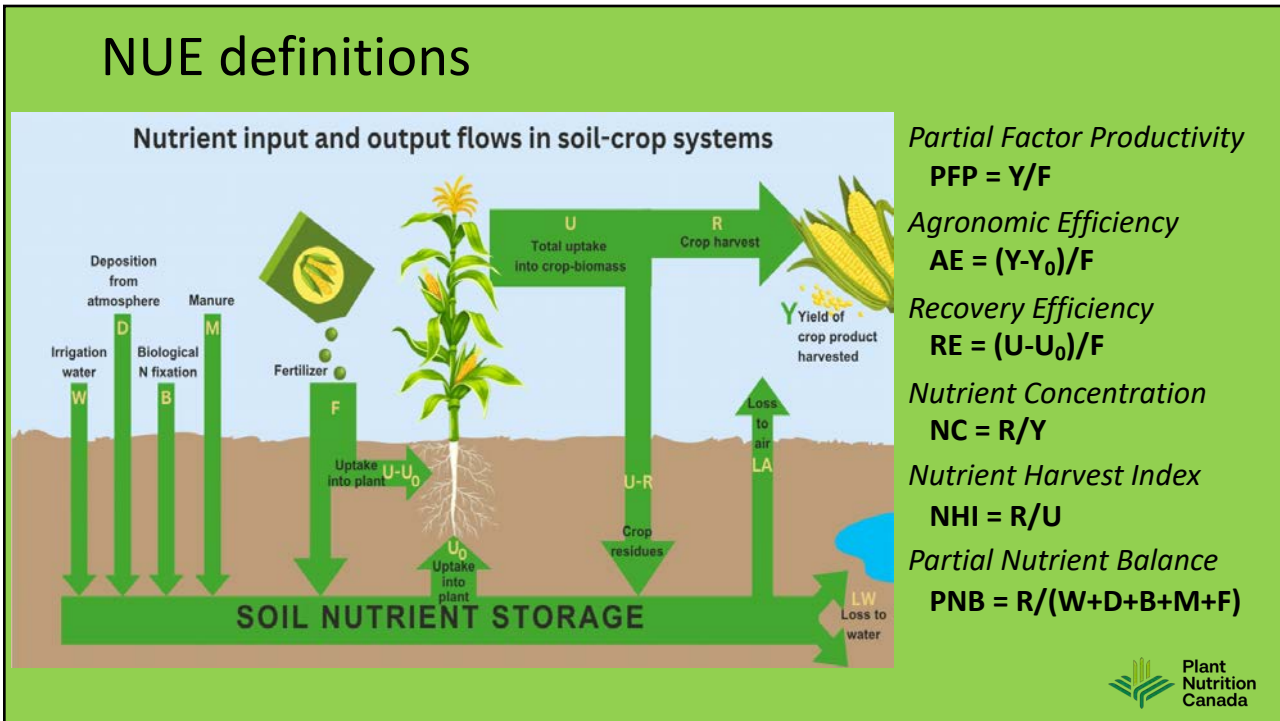 NUE definitions
Nutrient input and output flows in soil-crop systems
Deposition
from
atmosphere
Manure
Irrigation
water
Biological
N fixation
D
M
W
B
Fertilizer
F
Uptake
into plant
U-U₀
U₀
Uptake
into
plant
U
Total uptake
into crop-biomass
R
Crop harvest
Y Yield of
crop product
harvested
U-R
Crop
residues
Loss
to
air
LA
LW
Loss to
water
SOIL NUTRIENT STORAGE
Partial Factor Productivity
PFP = Y/F
Agronomic Efficiency
AE = (Y-Y₀)/F
Recovery Efficiency
RE = (U-U₀)/F
Nutrient Concentration
NC = R/Y
Nutrient Harvest Index
NHI = R/U
Partial Nutrient Balance
PNB = R/(W+D+B+M+F)
Plant
Nutrition
Canada